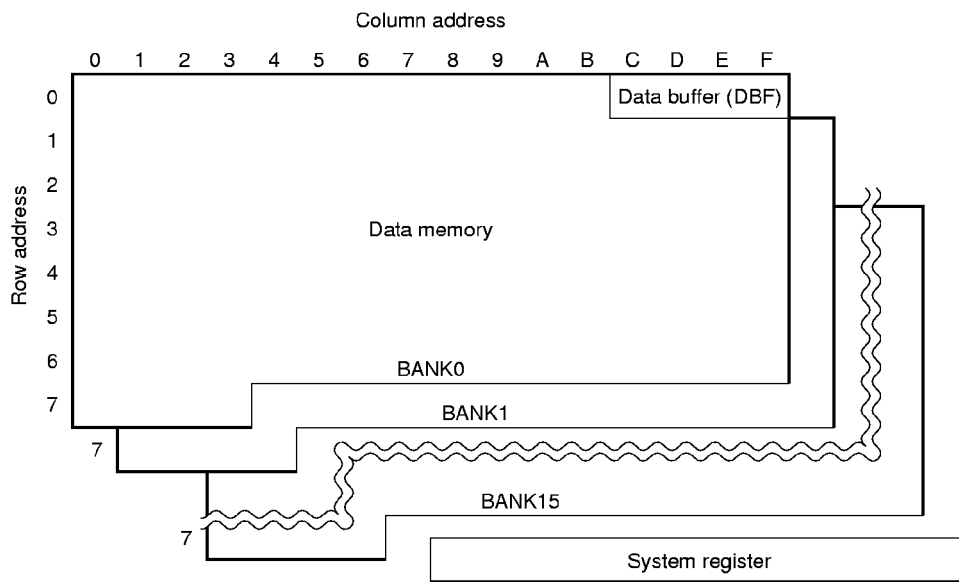 Column address
0 1 2 3 4 5 6 7 8 9 A B C D E F
Data buffer (DBF)
Row address
0
1
2
3
4
5
6
7
Data memory
BANK0
BANK1
7
BANK15
7
System register